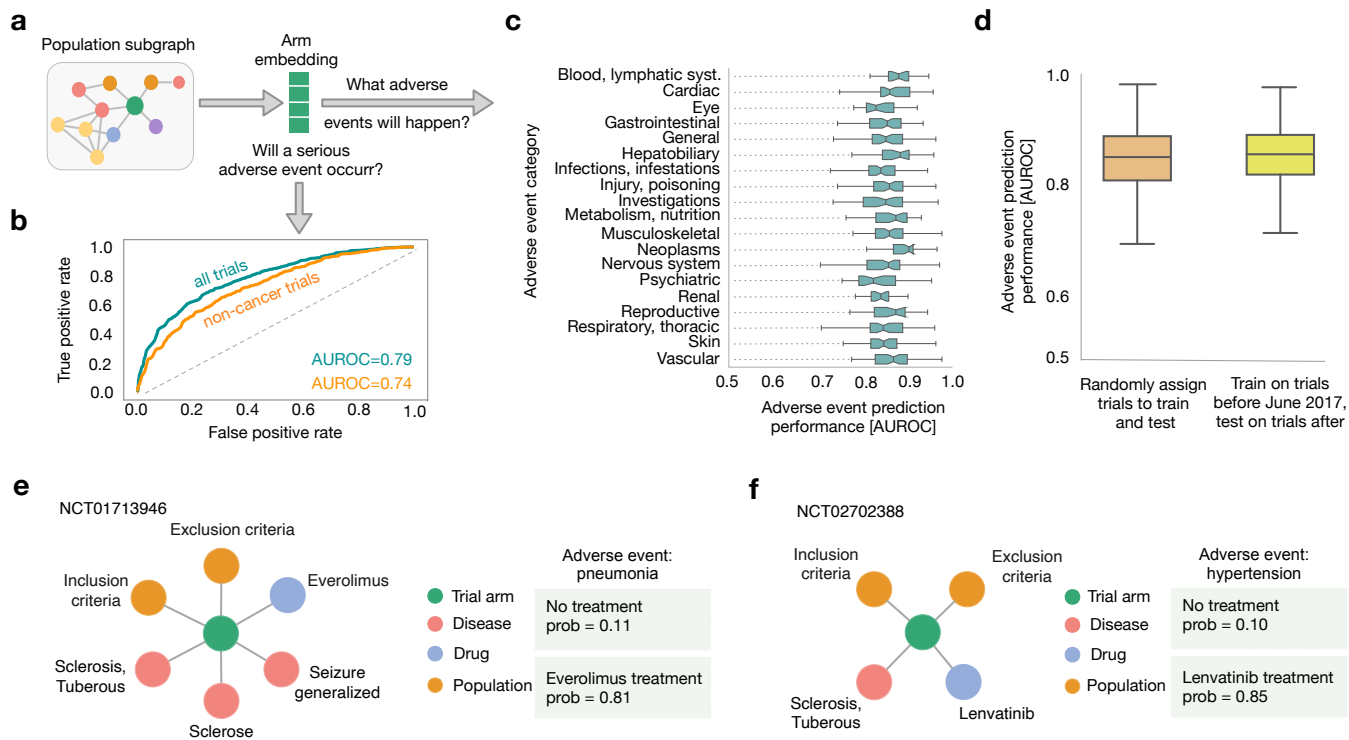 a
Population subgraph
Arm
embedding
What adverse
events will happen?
Will a serious
adverse event occur?
b
True positive rate
1.0
0.8
0.6
0.4
0.2
0.0
all trials
non-cancer trials
AUROC=0.79
AUROC=0.74
0.0
0.2
0.4
0.6
0.8
1.0
False positive rate
c
Adverse event category
Blood, lymphatic syst.
Cardiac
Eye
Gastrointestinal
General
Hepatobiliary
Infections, infestations
Injury, poisoning
Investigations
Metabolism, nutrition
Musculoskeletal
Neoplasms
Nervous system
Psychiatric
Renal
Reproductive
Respiratory, thoracic
Skin
Vascular
0.5
0.6
0.7
0.8
0.9
1.0
Adverse event prediction
performance [AUROC]
d
Adverse event prediction
performance [AUROC]
1.0
0.8
0.6
0.5
Randomly assign
trials to train
and test
Train on trials
before June 2017,
test on trials after
e
NCT01713946
Exclusion criteria
Inclusion
criteria
Everolimus
Sclerosis,
Tuberous
Seizure
generalized
Sclerose
Trial arm
Disease
Drug
Population
Adverse event:
pneumonia
No treatment
prob = 0.11
Everolimus treatment
prob = 0.81
f
NCT02702388
Inclusion
criteria
Exclusion
criteria
Sclerosis,
Tuberous
Lenvatinib
Trial arm
Disease
Drug
Population
Adverse event:
hypertension
No treatment
prob = 0.10
Lenvatinib treatment
prob = 0.85